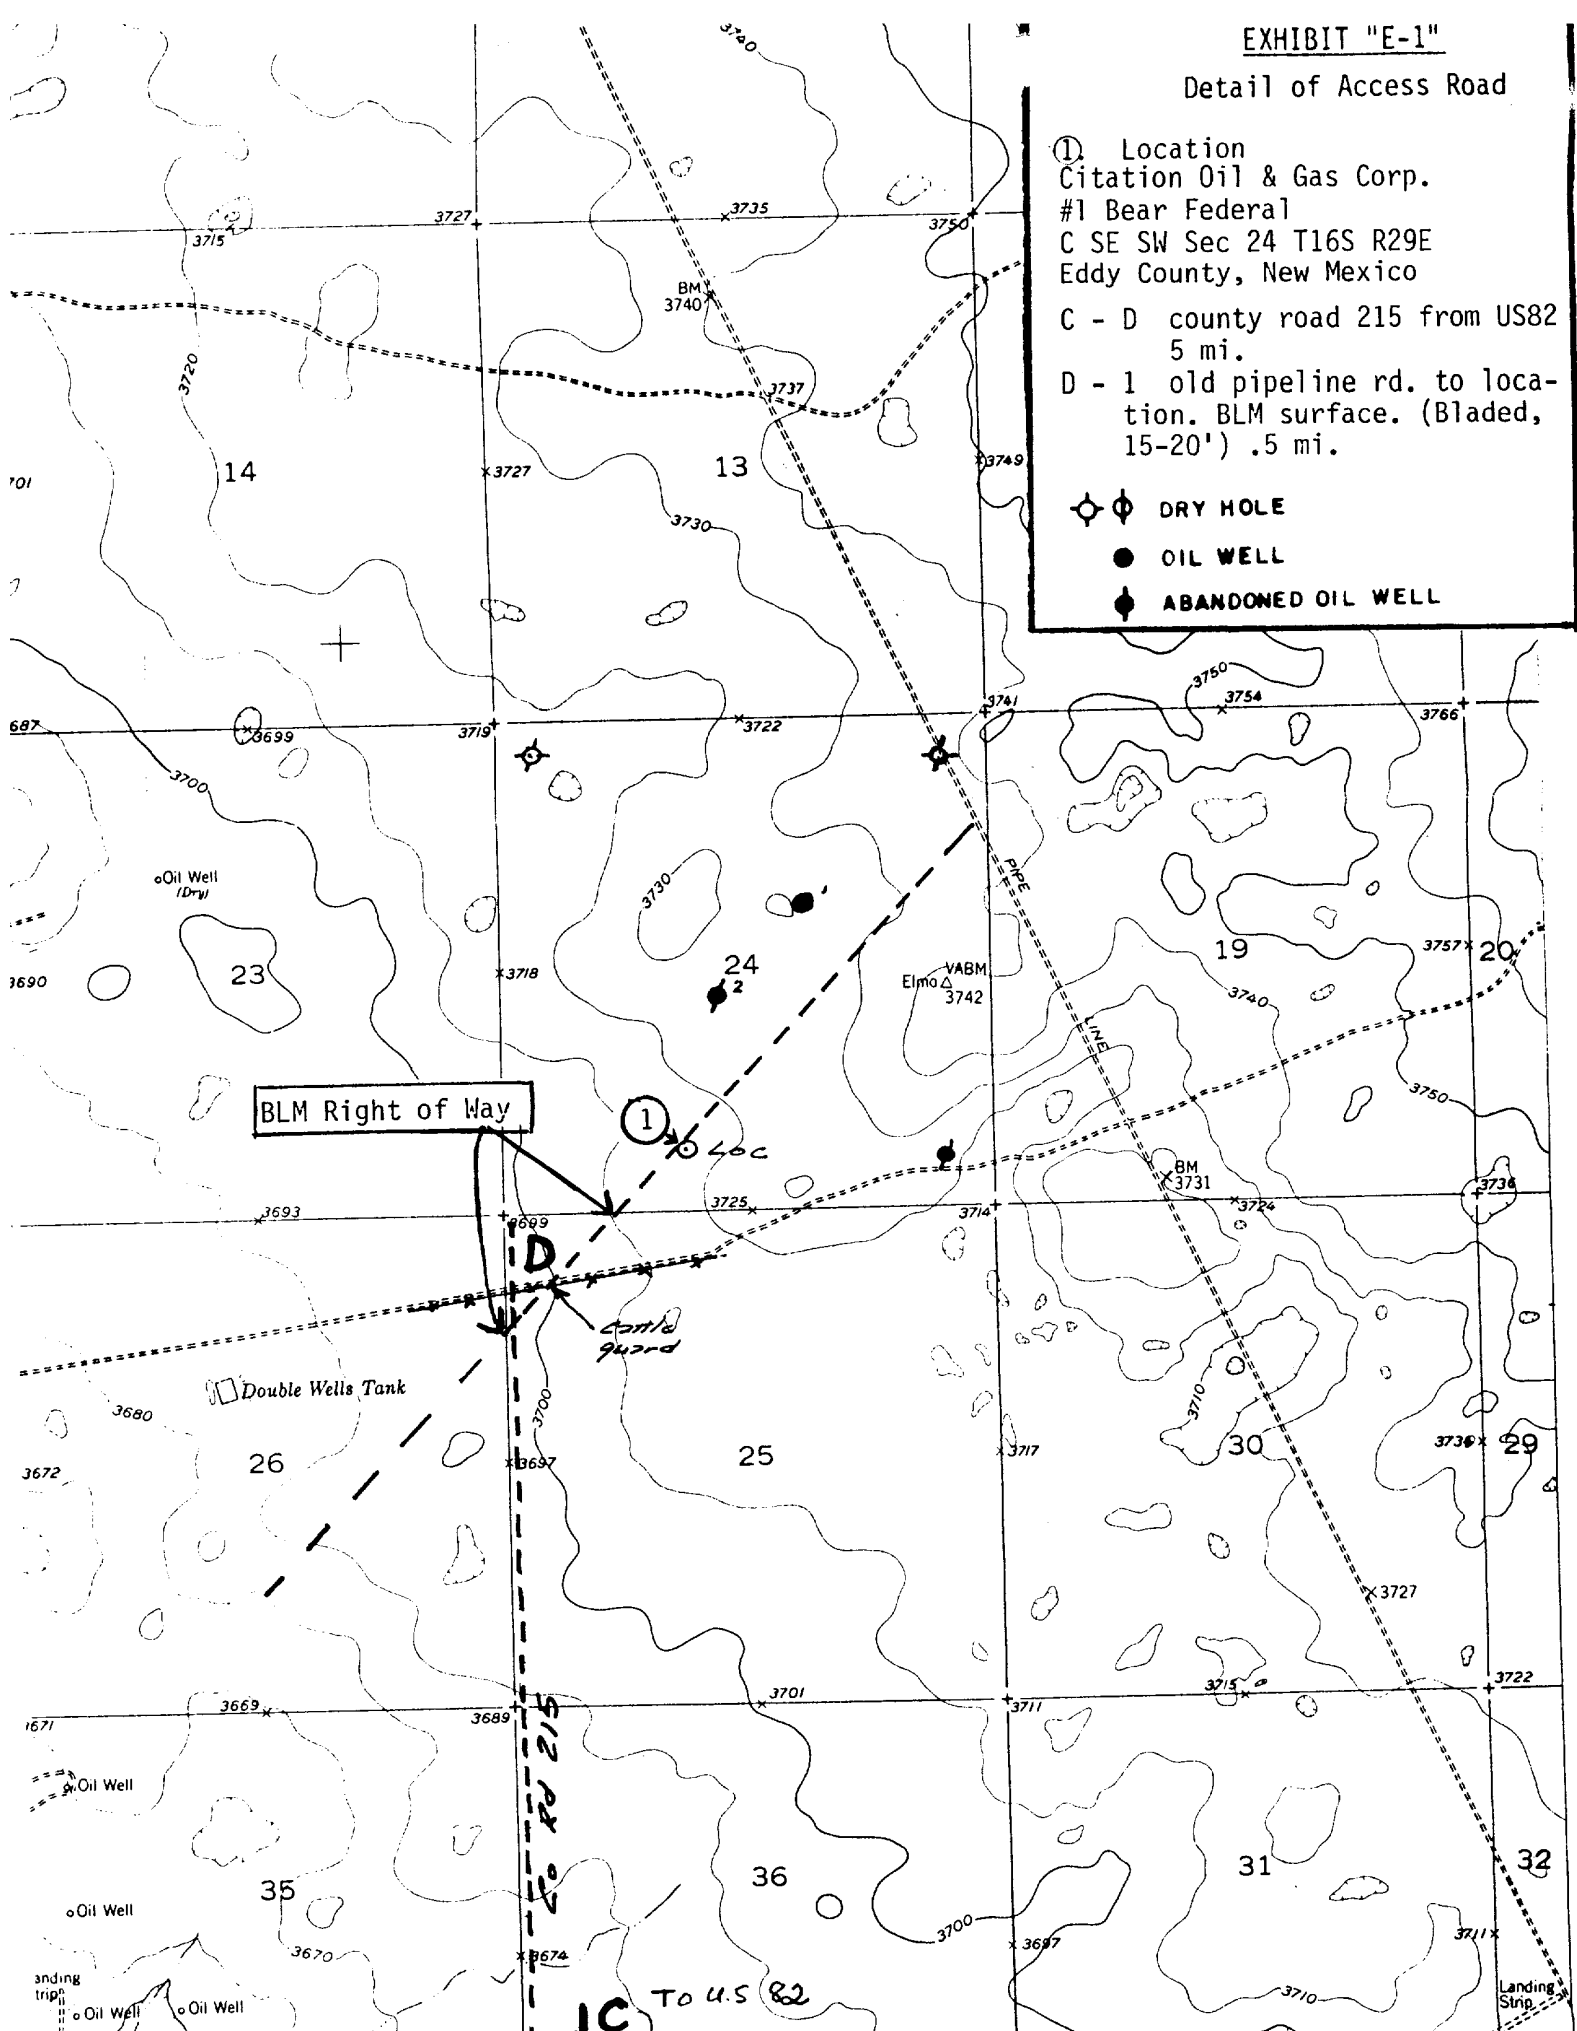 EXHIBIT "E-1"
Detail of Access Road
1. Location
Citation Oil & Gas Corp.
#1 Bear Federal
C SE SW Sec 24 T16S R29E
Eddy County, New Mexico
C - D county road 215 from US82
5 mi.
D - 1 old pipeline rd. to loca-
tion. BLM surface. (Bladed,
15-20') .5 mi.
DRY HOLE
OIL WELL
ABANDONED OIL WELL
3740
3715
3727
3735
3750
BM
3740
3720
3737
14
3727
13
3749
701
3730
3750
3754
3741
3766
687
3699
3719
3722
3700
Oil Well
(Dry)
3730
PIPE
LINE
23
3718
24
2
VABM
Elmo
3742
19
3757
20
3690
3740
3750
BLM Right of Way
1
LOC
BM
3731
3693
3699
3725
3714
3724
3736
D
cattle
guard
Double Wells Tank
3680
3700
3710
3672
26
3697
25
3717
30
3736
29
3727
1671
3669
3689
3701
3711
3715
3722
Co Rd 215
Oil Well
35
36
31
32
Oil Well
3670
3674
3700
3697
3711
3710
anding
trip
Oil Well
Oil Well
C
TO U.S 82
Landing
Strip